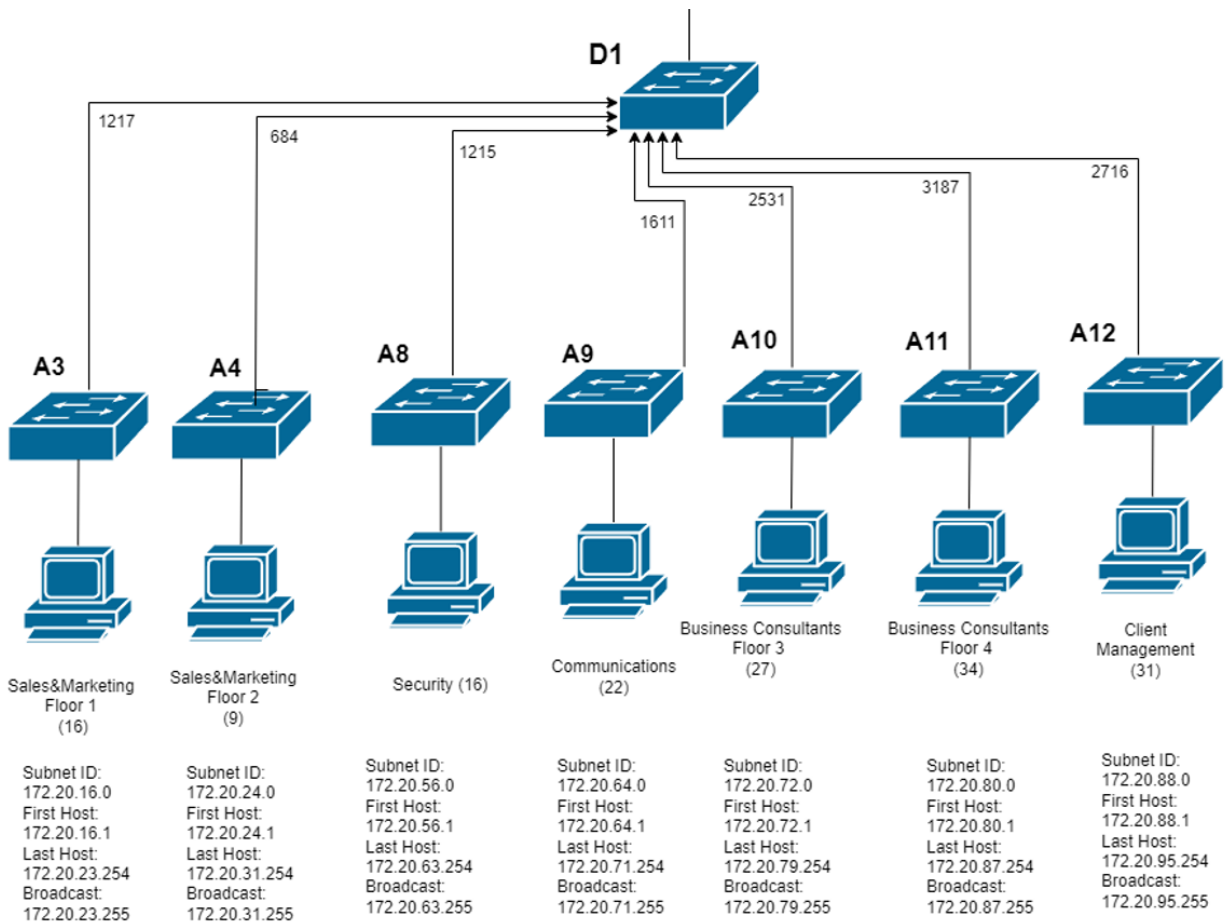 D1
1217
684
1215
1611
2531
3187
2716
A3
A4
A8
A9
A10
A11
A12
Sales&Marketing
Floor 1
(16)
Sales&Marketing
Floor 2
(9)
Security (16)
Communications
(22)
Business Consultants
Floor 3
(27)
Business Consultants
Floor 4
(34)
Client
Management
(31)
Subnet ID:
172.20.16.0
First Host:
172.20.16.1
Last Host:
172.20.23.254
Broadcast:
172.20.23.255
Subnet ID:
172.20.24.0
First Host:
172.20.24.1
Last Host:
172.20.31.254
Broadcast:
172.20.31.255
Subnet ID:
172.20.56.0
First Host:
172.20.56.1
Last Host:
172.20.63.254
Broadcast:
172.20.63.255
Subnet ID:
172.20.64.0
First Host:
172.20.64.1
Last Host:
172.20.71.254
Broadcast:
172.20.71.255
Subnet ID:
172.20.72.0
First Host:
172.20.72.1
Last Host:
172.20.79.254
Broadcast:
172.20.79.255
Subnet ID:
172.20.80.0
First Host:
172.20.80.1
Last Host:
172.20.87.254
Broadcast:
172.20.87.255
Subnet ID:
172.20.88.0
First Host:
172.20.88.1
Last Host:
172.20.95.254
Broadcast:
172.20.95.255